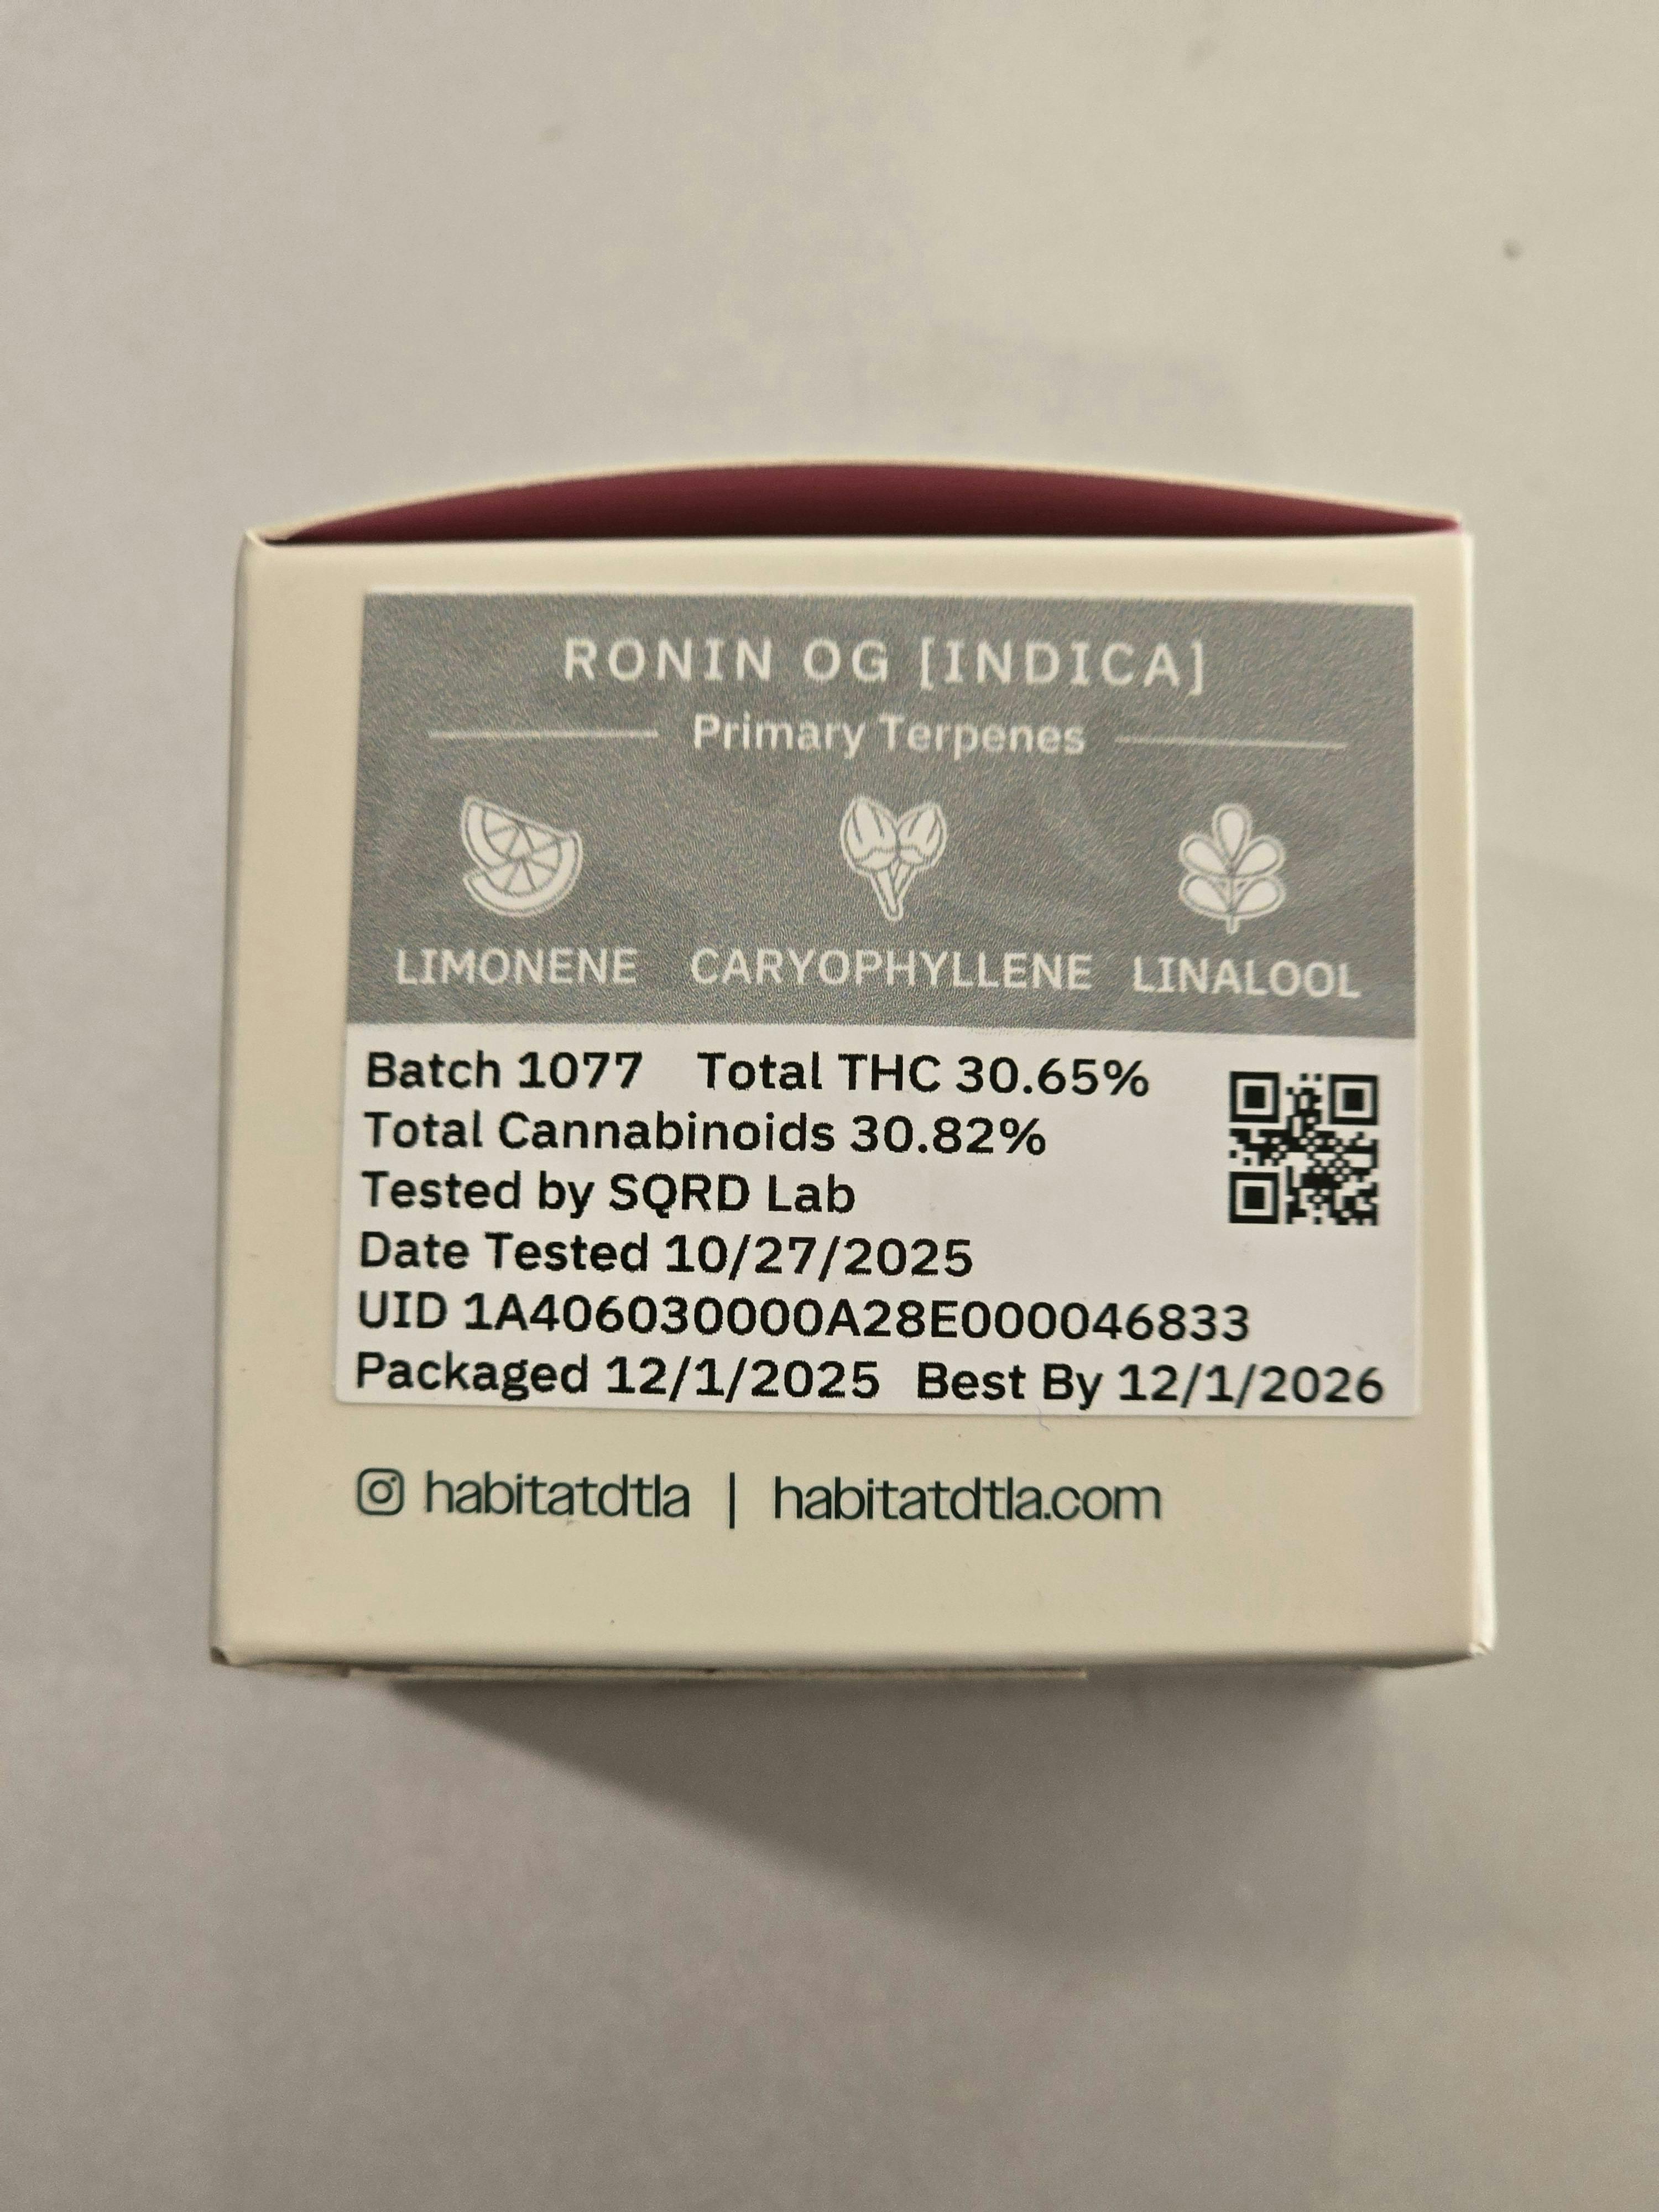 RONIN OG [INDICA]
Primary Terpenes
LIMONENE CARYOPHYLLENE LINALOOL
Batch 1077 Total THC 30.65%
Total Cannabinoids 30.82%
Tested by SQRD Lab
Date Tested 10/27/2025
UID 1A406030000A28E000046833
Packaged 12/1/2025 Best By 12/1/2026
habitatdtla | habitatdtla.com